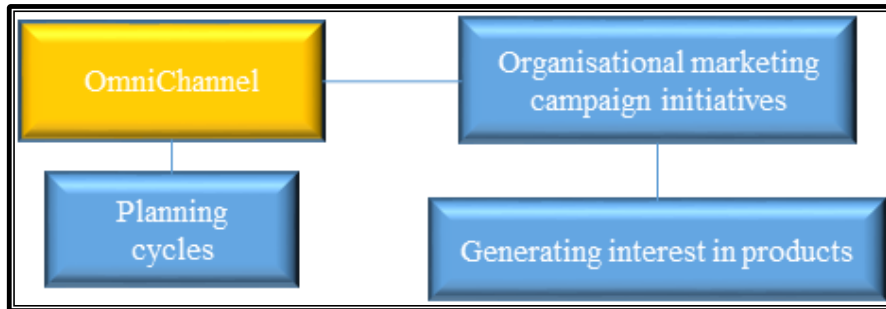 OmniChannel
Organisational marketing
campaign initiatives
Planning
cycles
Generating interest in products